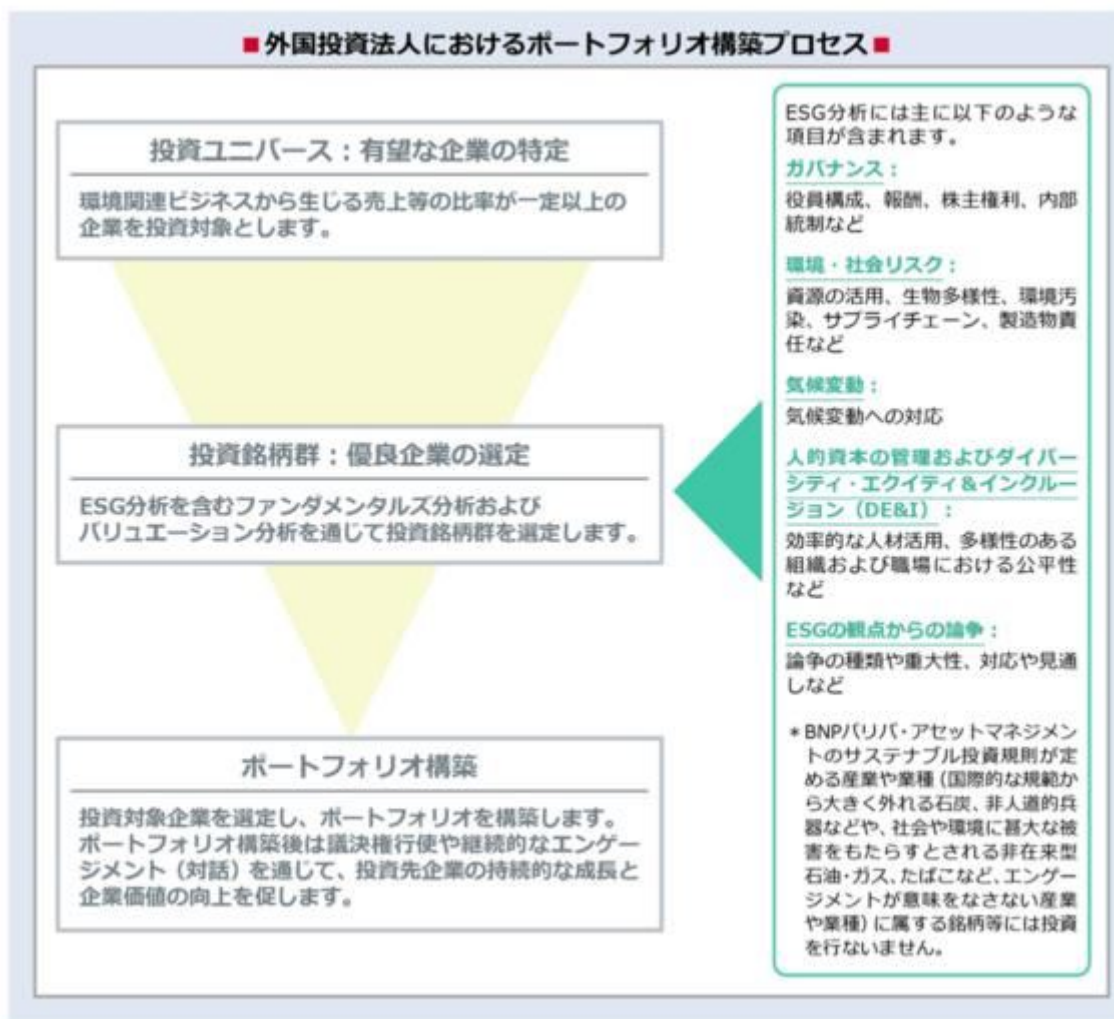 ■外国投資法人におけるポートフォリオ構築プロセス■
投資ユニバース：有望な企業の特定
環境関連ビジネスから生じる売上等の比率が一定以上の
企業を投資対象とします。
投資銘柄群：優良企業の選定
ESG分析を含むファンダメンタルズ分析および
バリュエーション分析を通じて投資銘柄群を選定します。
ポートフォリオ構築
投資対象企業を選定し、ポートフォリオを構築します。
ポートフォリオ構築後は議決権行使や継続的なエンゲー
ジメント（対話）を通じて、投資先企業の持続的な成長と
企業価値の向上を促します。
ESG分析には主に以下のような
項目が含まれます。
ガバナンス：
役員構成、報酬、株主権利、内部
統制など
環境・社会リスク：
資源の活用、生物多様性、環境汚
染、サプライチェーン、製造物責
任など
気候変動：
気候変動への対応
人的資本の管理およびダイバー
シティ・エクイティ＆インクルー
ジョン（DE&I）：
効率的な人材活用、多様性のある
組織および職場における公平性
など
ESGの観点からの論争：
論争の種類や重大性、対応や見通
しなど
＊BNPパリバ・アセットマネジメン
トのサステナブル投資規則が定
める産業や業種（国際的な規範か
ら大きく外れる石炭、非人道的兵
器などや、社会や環境に甚大な被
害をもたらすとされる非在来型
石油・ガス、たばこなど、エンゲー
ジメントが意味をなさない産業
や業種）に属する銘柄等には投資
を行ないません。